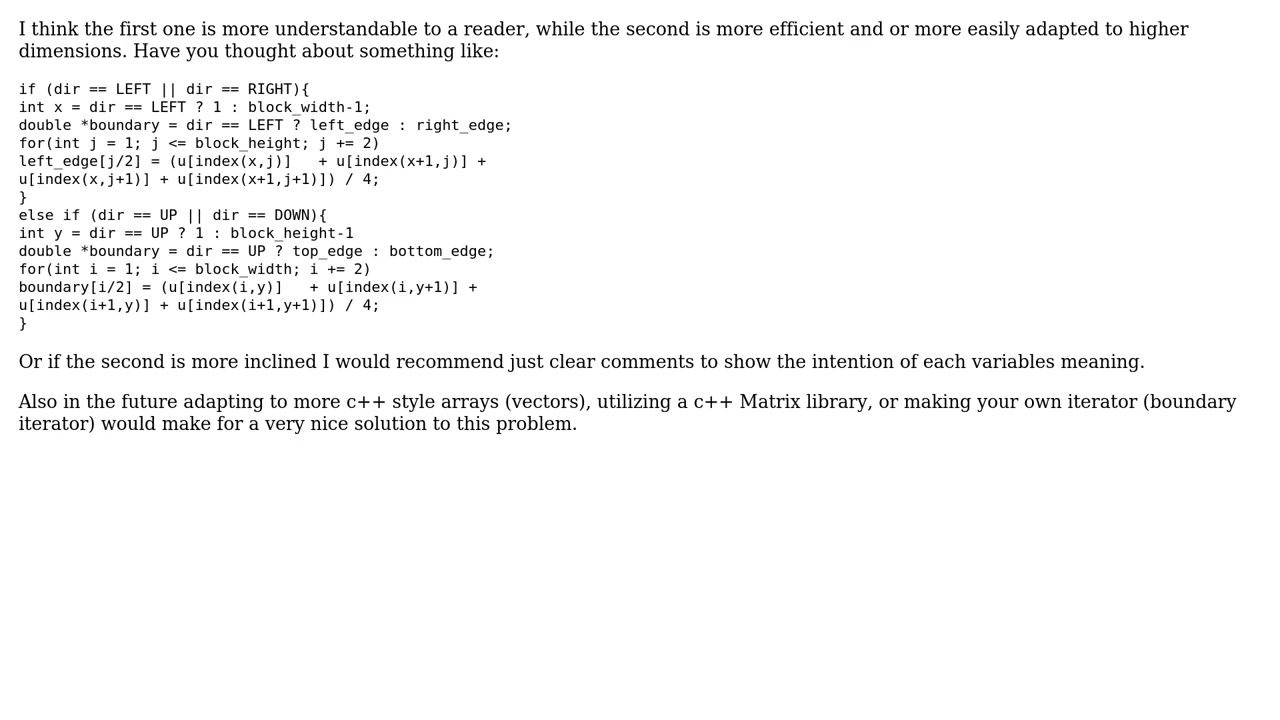 I think the first one is more understandable to a reader, while the second is more efficient and or more easily adapted to higher
dimensions. Have you thought about something like:
if (dir == LEFT || dir == RIGHT){
int x = dir == LEFT ? 1 : block_width-1;
double *boundary = dir == LEFT ? left_edge : right_edge;
for(int j = 1; j <= block_height; j += 2)
left_edge[j/2] = (u[index(x,j)]   + u[index(x+1,j)] +
u[index(x,j+1)] + u[index(x+1,j+1)]) / 4;
}
else if (dir == UP || dir == DOWN){
int y = dir == UP ? 1 : block_height-1
double *boundary = dir == UP ? top_edge : bottom_edge;
for(int i = 1; i <= block_width; i += 2)
boundary[i/2] = (u[index(i,y)]   + u[index(i,y+1)] +
u[index(i+1,y)] + u[index(i+1,y+1)]) / 4;
}
Or if the second is more inclined I would recommend just clear comments to show the intention of each variables meaning.
Also in the future adapting to more c++ style arrays (vectors), utilizing a c++ Matrix library, or making your own iterator (boundary
iterator) would make for a very nice solution to this problem.